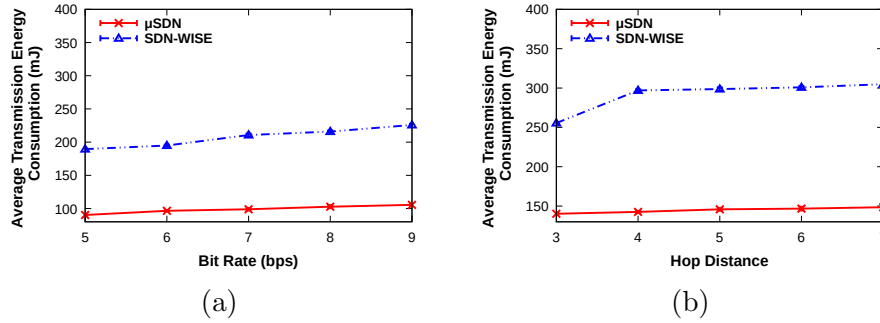 Average Transmission Energy
Consumption (mJ)
400
350
300
250
200
150
100
µSDN
SDN-WISE
5 6 7 8 9
Bit Rate (bps)
(a)
Average Transmission Energy
Consumption (mJ)
400
350
300
250
200
150
µSDN
SDN-WISE
3 4 5 6
Hop Distance
(b)